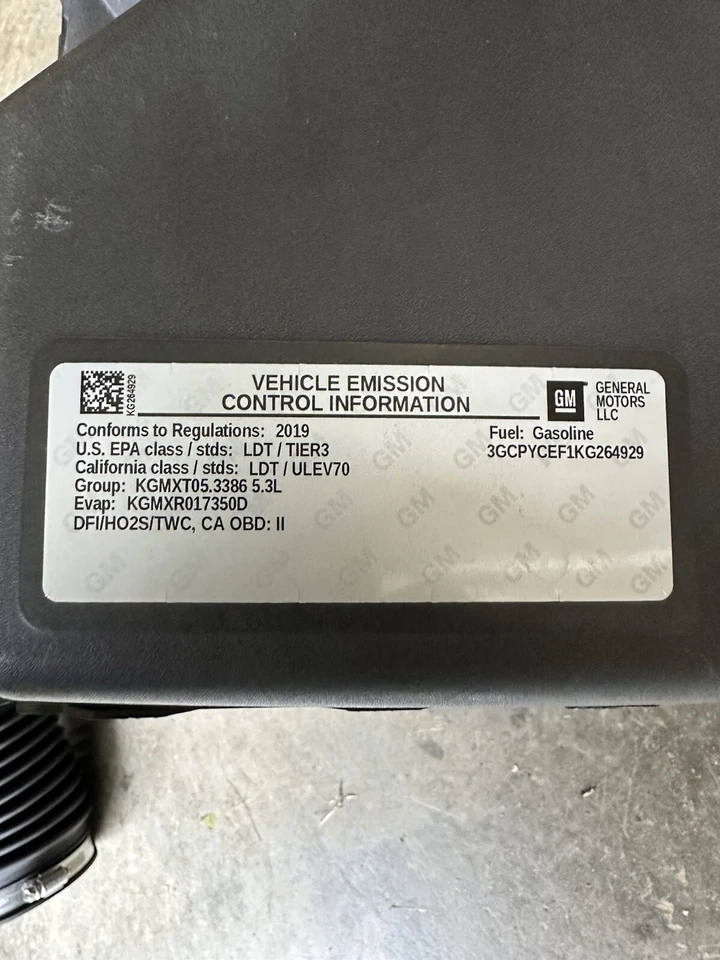 KG264929
VEHICLE EMISSION
CONTROL INFORMATION
GM
GENERAL
MOTORS
LLC
Conforms to Regulations: 2019
U.S. EPA class / stds: LDT / TIER3
California class / stds: LDT / ULEV70
Group: KGMXT05.3386 5.3L
Evap: KGMXR017350D
DFI/HO2S/TWC, CA OBD: II
Fuel: Gasoline
3GCPYCEF1KG264929